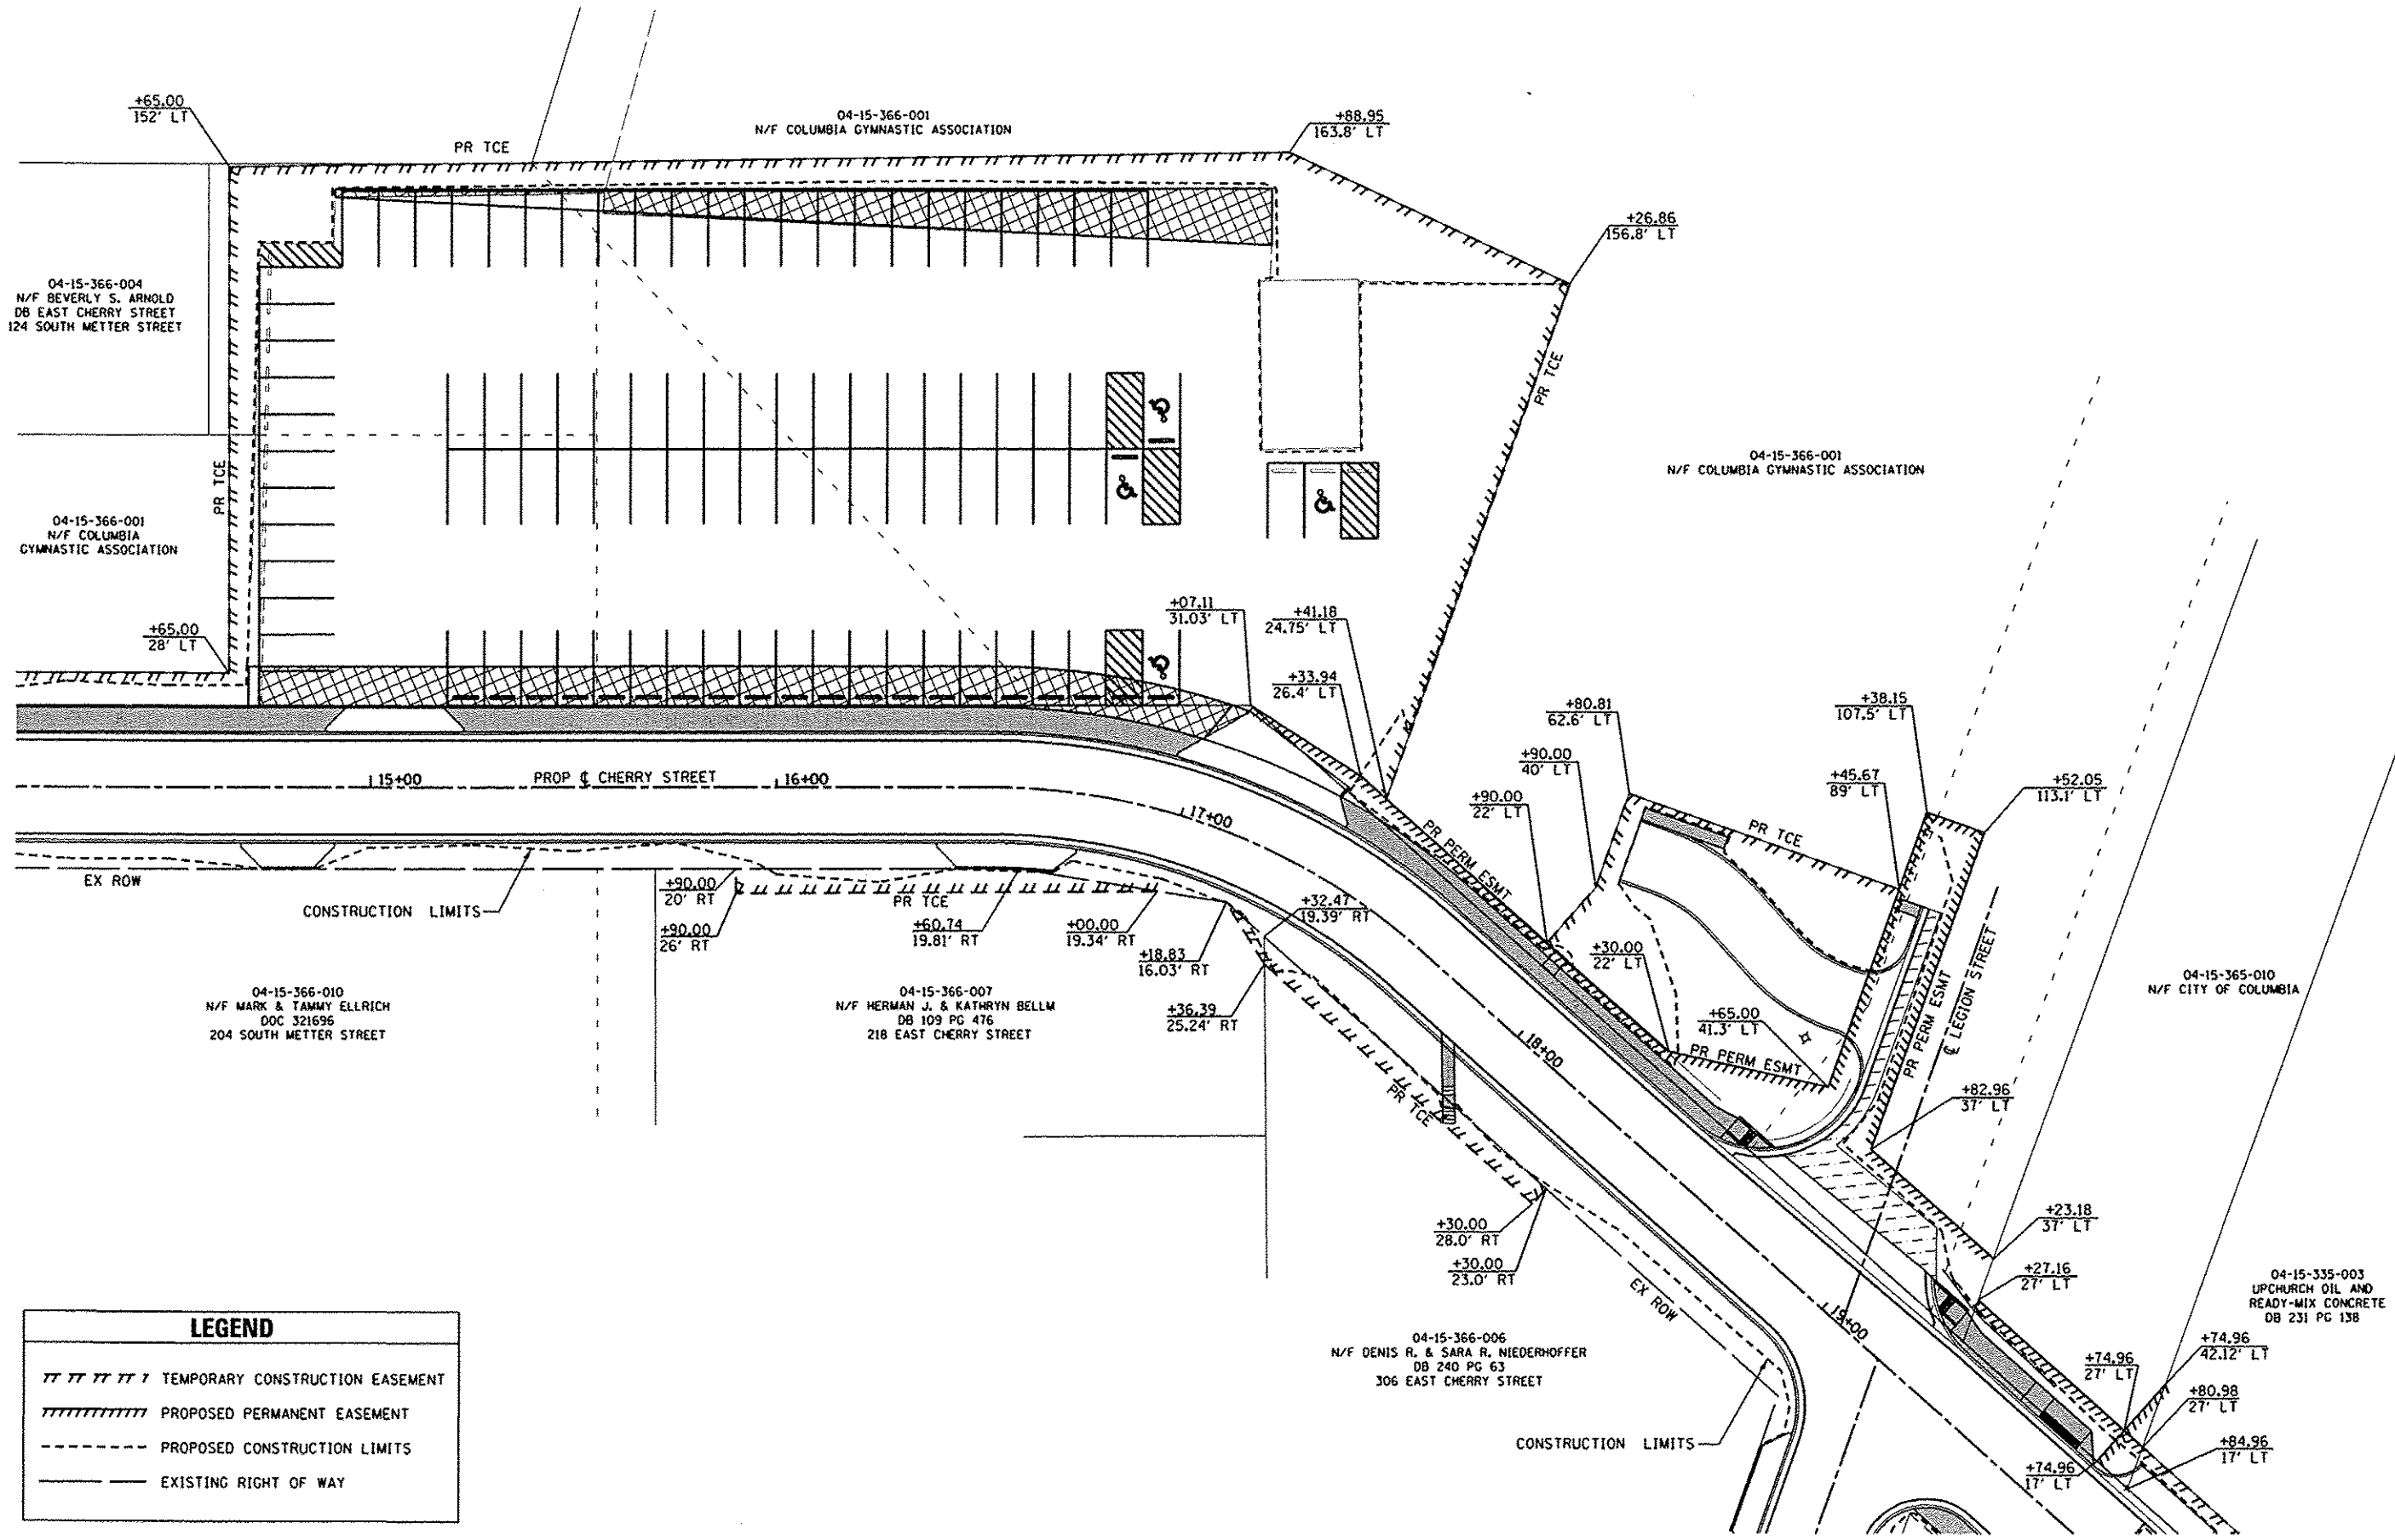 +65.00
152' LT
04-15-366-001
N/F COLUMBIA GYMNASTIC ASSOCIATION
+88.95
163.8' LT
PR TCE
+26.86
156.8' LT
04-15-366-004
N/F BEVERLY S. ARNOLD
DB EAST CHERRY STREET
124 SOUTH METTER STREET
PR TCE
04-15-366-001
N/F COLUMBIA GYMNASTIC ASSOCIATION
PR TCE
04-15-366-001
N/F COLUMBIA
GYMNASTIC ASSOCIATION
+65.00
28' LT
+07.11
31.03' LT
+41.18
24.75' LT
+33.94
26.4' LT
+80.81
62.6' LT
+38.15
107.5' LT
+90.00
40' LT
+45.67
89' LT
+52.05
113.1' LT
+90.00
22' LT
15+00
PROP ℄ CHERRY STREET
16+00
17+00
PR PERM ESMT
PR TCE
EX ROW
CONSTRUCTION LIMITS
+90.00
20' RT
+90.00
26' RT
PR TCE
+60.74
19.81' RT
+00.00
19.34' RT
+18.83
16.03' RT
+32.47
19.39' RT
+36.39
25.24' RT
+30.00
22' LT
+65.00
41.3' LT
PR PERM ESMT
PR PERM ESMT
℄ LEGION STREET
04-15-365-010
N/F CITY OF COLUMBIA
04-15-366-010
N/F MARK & TAMMY ELLRICH
DOC 321696
204 SOUTH METTER STREET
04-15-366-007
N/F HERMAN J. & KATHRYN BELLM
DB 109 PG 476
218 EAST CHERRY STREET
18+00
PR TCE
+82.96
37' LT
+23.18
37' LT
+30.00
28.0' RT
+30.00
23.0' RT
EX ROW
+27.16
27' LT
04-15-335-003
UPCHURCH OIL AND
READY-MIX CONCRETE
DB 231 PG 138
19+00
04-15-366-006
N/F DENIS R. & SARA R. NIEDERHOFFER
DB 240 PG 63
306 EAST CHERRY STREET
+74.96
42.12' LT
+74.96
27' LT
+80.98
27' LT
CONSTRUCTION LIMITS
+84.96
17' LT
+74.96
17' LT
LEGEND
TEMPORARY CONSTRUCTION EASEMENT
PROPOSED PERMANENT EASEMENT
PROPOSED CONSTRUCTION LIMITS
EXISTING RIGHT OF WAY